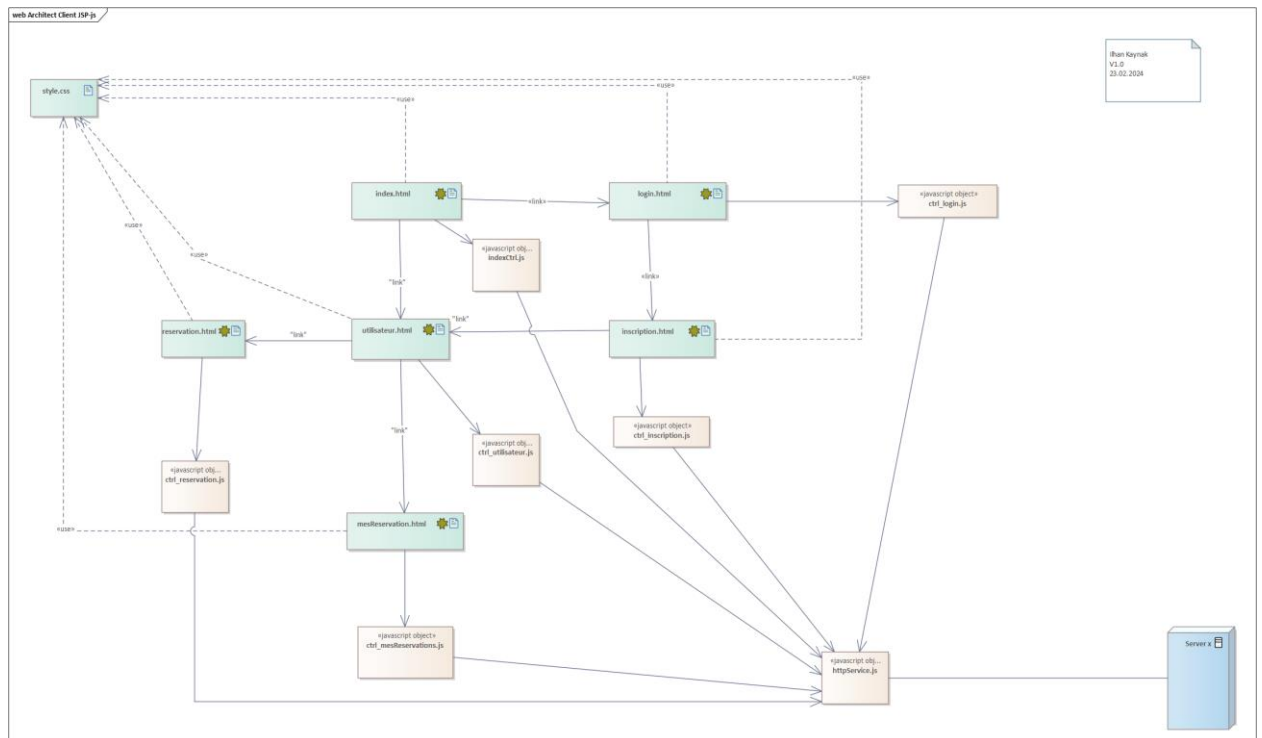 web Architect Client JSP-js
Ilhan Kaynak
V1.0
23.02.2024
style.css
«use»
«use»
«use»
index.html
«link»
login.html
«javascript object»
ctrl_login.js
«use»
«javascript obj...
indexCtrl.js
«use»
"link"
«link»
reservation.html
"link"
utilisateur.html
"link"
inscription.html
"link"
«javascript object»
ctrl_inscription.js
«javascript obj...
ctrl_utilisateur.js
«javascript obj...
ctrl_reservation.js
«use»
mesReservation.html
«javascript object»
ctrl_mesReservations.js
«javascript obj...
httpService.js
Server x